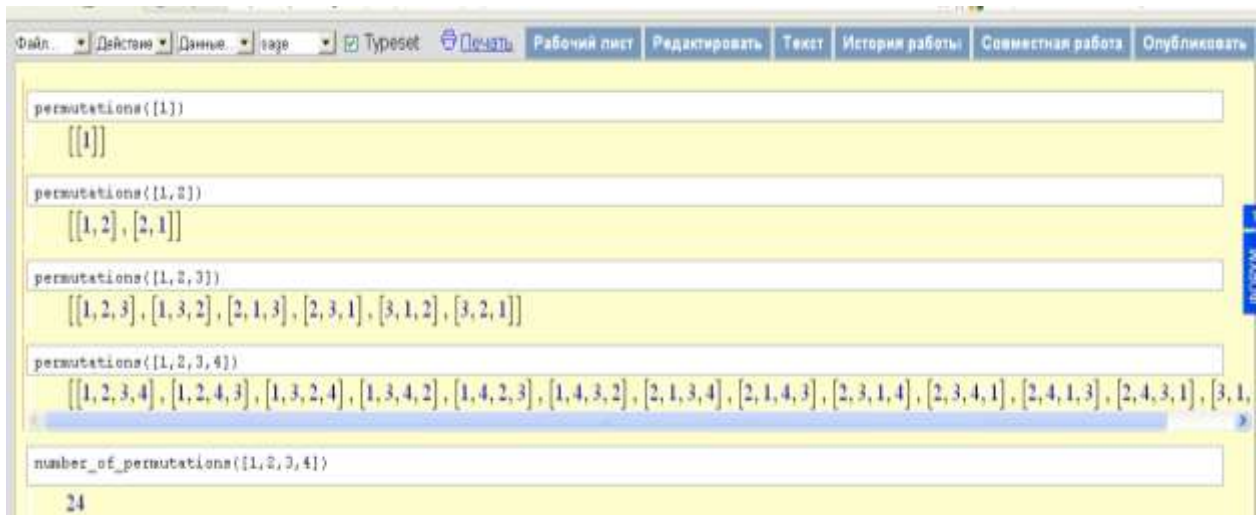 Файл.. Действие Данные. sage Typeset Печать Рабочий лист Редактировать Текст История работы Совместная работа Опубликовать
permutations([1])
[[1]]
permutations([1,2])
[[1, 2] , [2, 1]]
permutations([1,2,3])
[[1, 2, 3] , [1, 3, 2] , [2, 1, 3] , [2, 3, 1] , [3, 1, 2] , [3, 2, 1]]
permutations([1,2,3,4])
[[1, 2, 3, 4] , [1, 2, 4, 3] , [1, 3, 2, 4] , [1, 3, 4, 2] , [1, 4, 2, 3] , [1, 4, 3, 2] , [2, 1, 3, 4] , [2, 1, 4, 3] , [2, 3, 1, 4] , [2, 3, 4, 1] , [2, 4, 1, 3] , [2, 4, 3, 1] , [3, 1,
number_of_permutations([1,2,3,4])
24